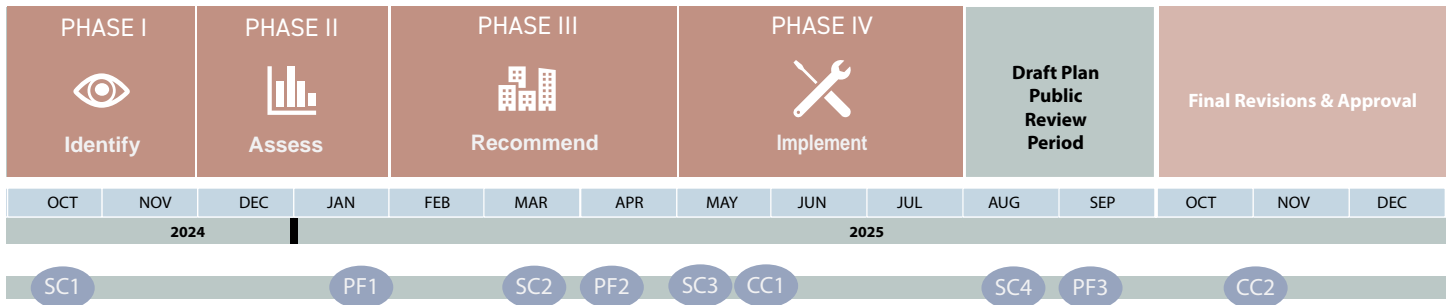 PHASE I
PHASE II
PHASE III
PHASE IV
Identify
Assess
Recommend
Implement
Draft Plan
Public
Review
Period
Final Revisions & Approval
OCT NOV DEC JAN FEB MAR APR MAY JUN JUL AUG SEP OCT NOV DEC
2024 2025
SC1 PF1 SC2 PF2 SC3 CC1 SC4 PF3 CC2